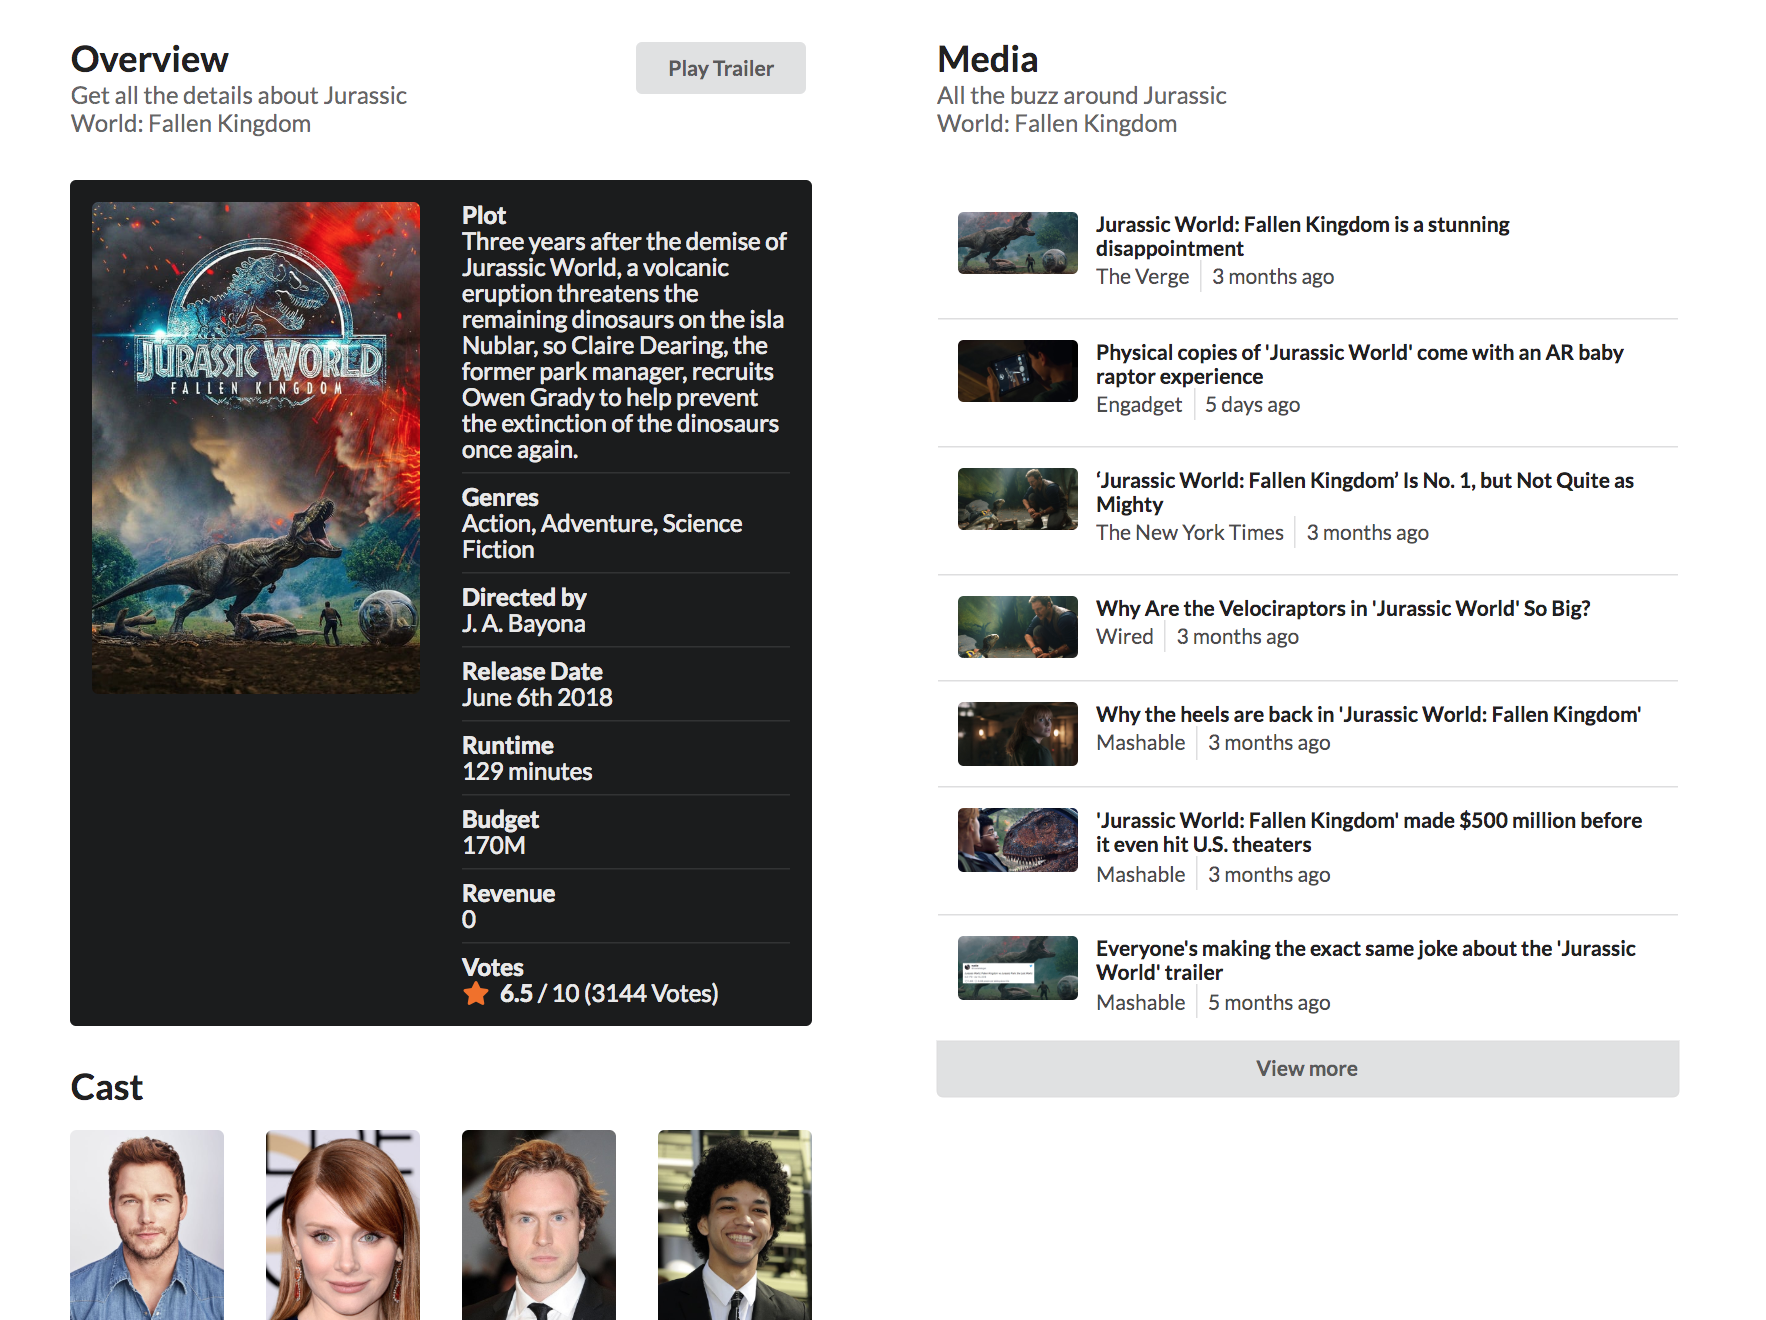 Overview
Get all the details about Jurassic
World: Fallen Kingdom
Play Trailer
JURASSIC WORLD
FALLEN KINGDOM
Plot
Three years after the demise of
Jurassic World, a volcanic
eruption threatens the
remaining dinosaurs on the isla
Nublar, so Claire Dearing, the
former park manager, recruits
Owen Grady to help prevent
the extinction of the dinosaurs
once again.
Genres
Action, Adventure, Science
Fiction
Directed by
J. A. Bayona
Release Date
June 6th 2018
Runtime
129 minutes
Budget
170M
Revenue
0
Votes
6.5 / 10 (3144 Votes)
Cast
Media
All the buzz around Jurassic
World: Fallen Kingdom
Jurassic World: Fallen Kingdom is a stunning
disappointment
The Verge 3 months ago
Physical copies of 'Jurassic World' come with an AR baby
raptor experience
Engadget 5 days ago
‘Jurassic World: Fallen Kingdom’ Is No. 1, but Not Quite as
Mighty
The New York Times 3 months ago
Why Are the Velociraptors in 'Jurassic World' So Big?
Wired 3 months ago
Why the heels are back in 'Jurassic World: Fallen Kingdom'
Mashable 3 months ago
'Jurassic World: Fallen Kingdom' made $500 million before
it even hit U.S. theaters
Mashable 3 months ago
Everyone's making the exact same joke about the 'Jurassic
World' trailer
Mashable 5 months ago
View more